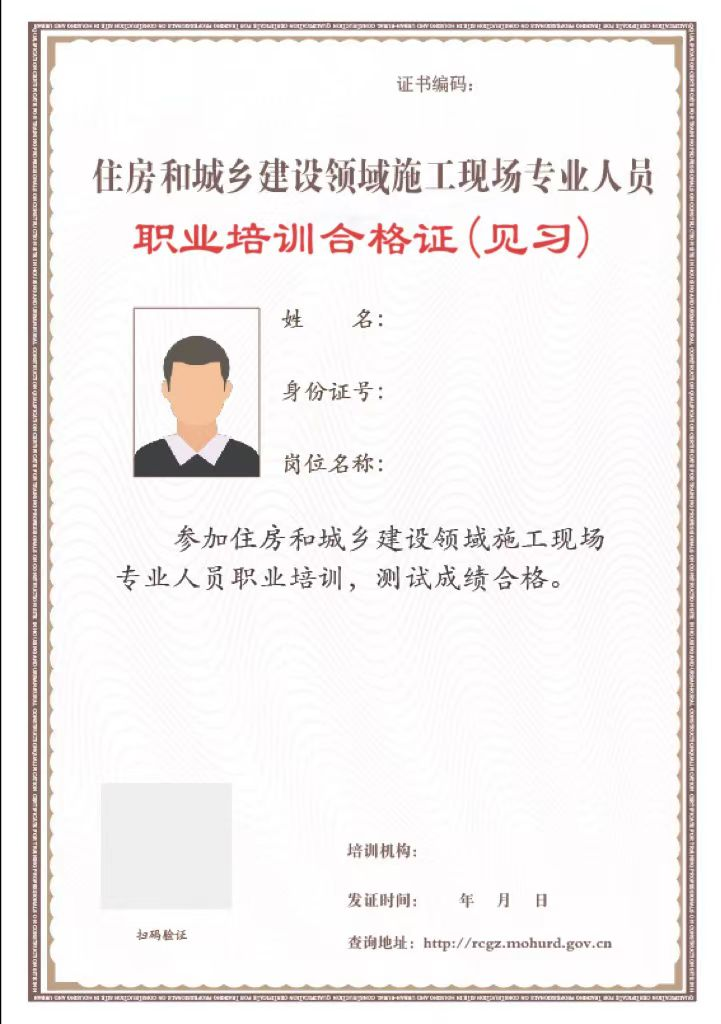 证书编码：
住房和城乡建设领域施工现场专业人员
职业培训合格证(见习)
姓　　名：
身份证号：
岗位名称：
参加住房和城乡建设领域施工现场
专业人员职业培训，测试成绩合格。
培训机构：
发证时间：　　年　月　日
扫码验证
查询地址：http://rcgz.mohurd.gov.cn